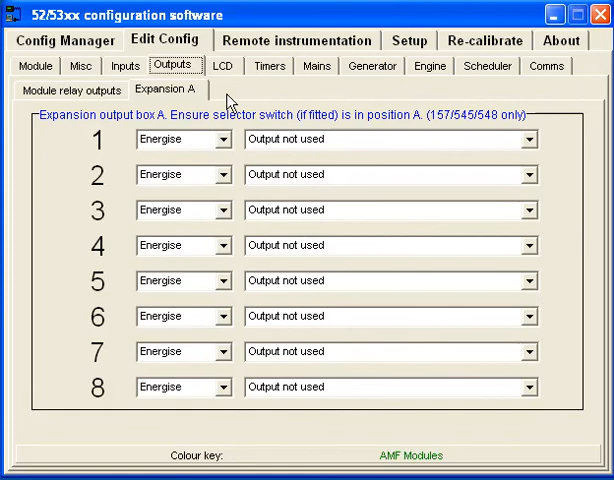 52/53xx configuration software
Config Manager Edit Config Remote instrumentation Setup Re-calibrate About
Module Misc Inputs Outputs LCD Timers Mains Generator Engine Scheduler Comms
Module relay outputs Expansion A
Expansion output box A. Ensure selector switch (if fitted) is in position A. (157/545/548 only)
1 Energise Output not used
2 Energise Output not used
3 Energise Output not used
4 Energise Output not used
5 Energise Output not used
6 Energise Output not used
7 Energise Output not used
8 Energise Output not used
Colour key: AMF Modules